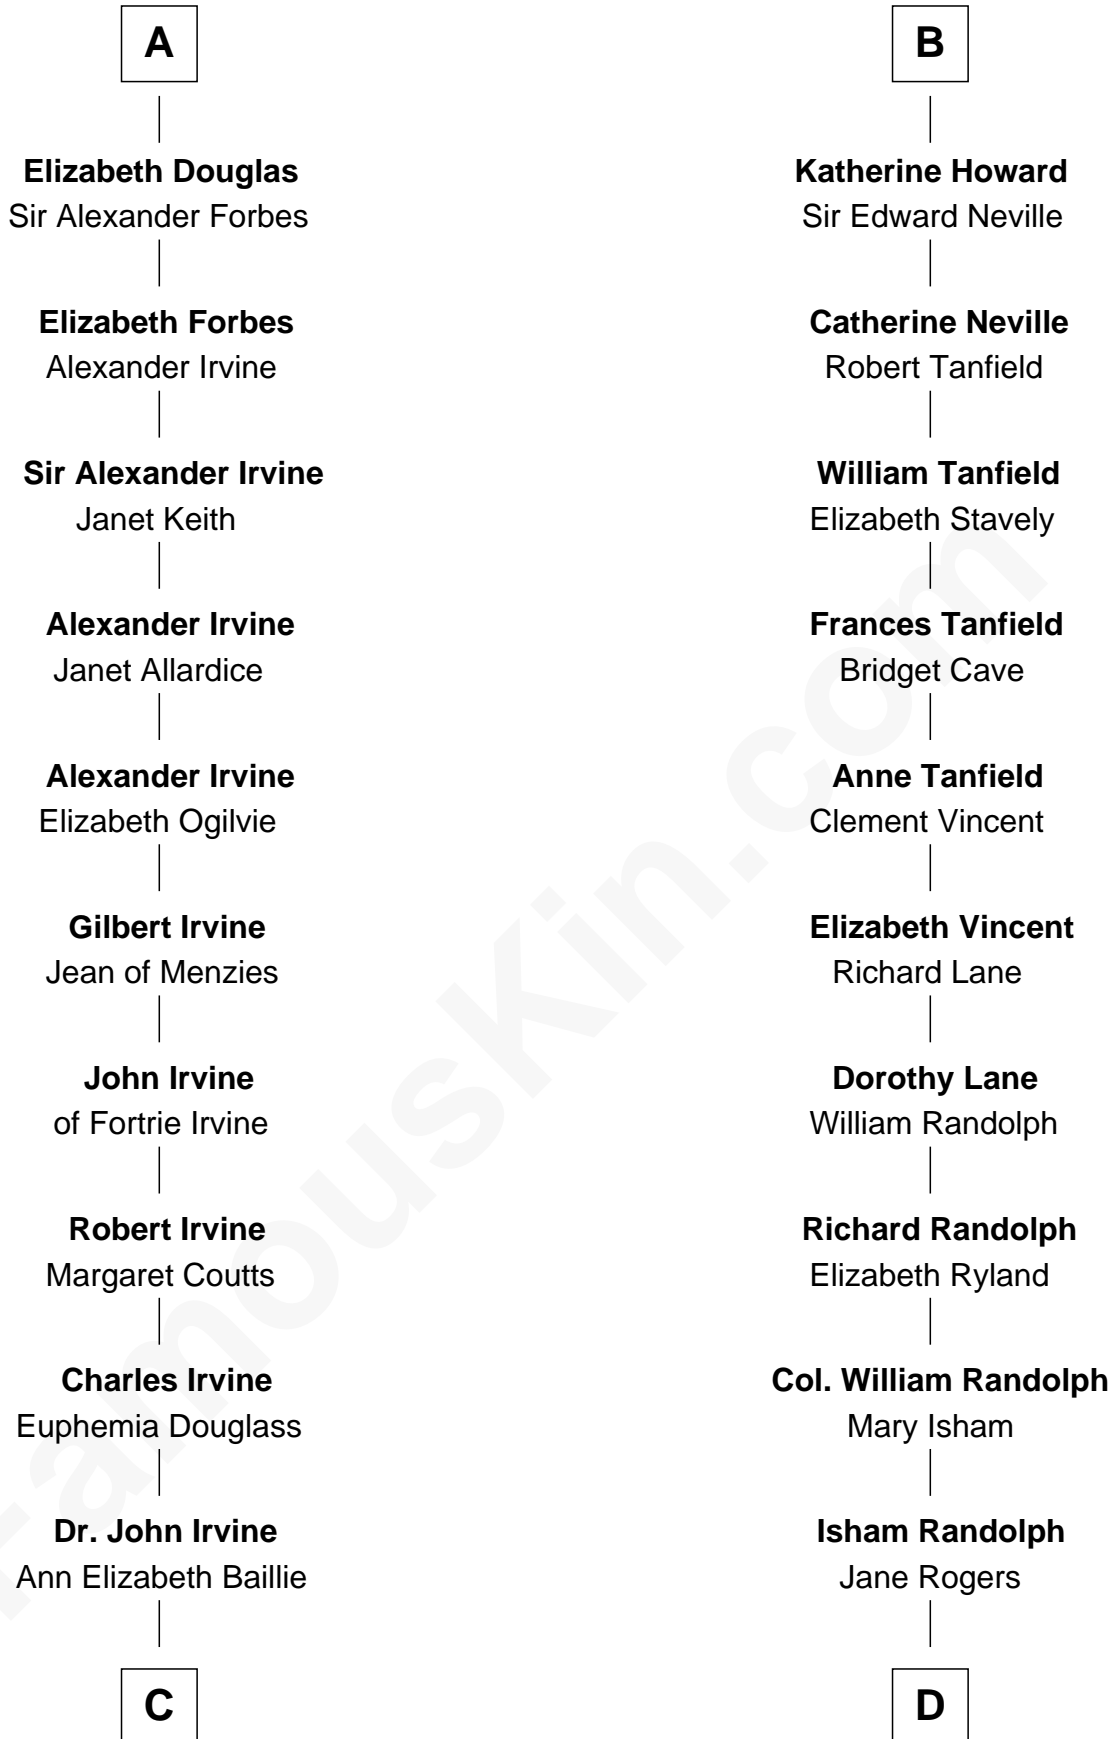 A
Elizabeth Douglas
Sir Alexander Forbes
Elizabeth Forbes
Alexander Irvine
Sir Alexander Irvine
Janet Keith
Alexander Irvine
Janet Allardice
Alexander Irvine
Elizabeth Ogilvie
Gilbert Irvine
Jean of Menzies
John Irvine
of Fortrie Irvine
Robert Irvine
Margaret Coutts
Charles Irvine
Euphemia Douglass
Dr. John Irvine
Ann Elizabeth Baillie
C
B
Katherine Howard
Sir Edward Neville
Catherine Neville
Robert Tanfield
William Tanfield
Elizabeth Stavely
Frances Tanfield
Bridget Cave
Anne Tanfield
Clement Vincent
Elizabeth Vincent
Richard Lane
Dorothy Lane
William Randolph
Richard Randolph
Elizabeth Ryland
Col. William Randolph
Mary Isham
Isham Randolph
Jane Rogers
D
FamousKin.com